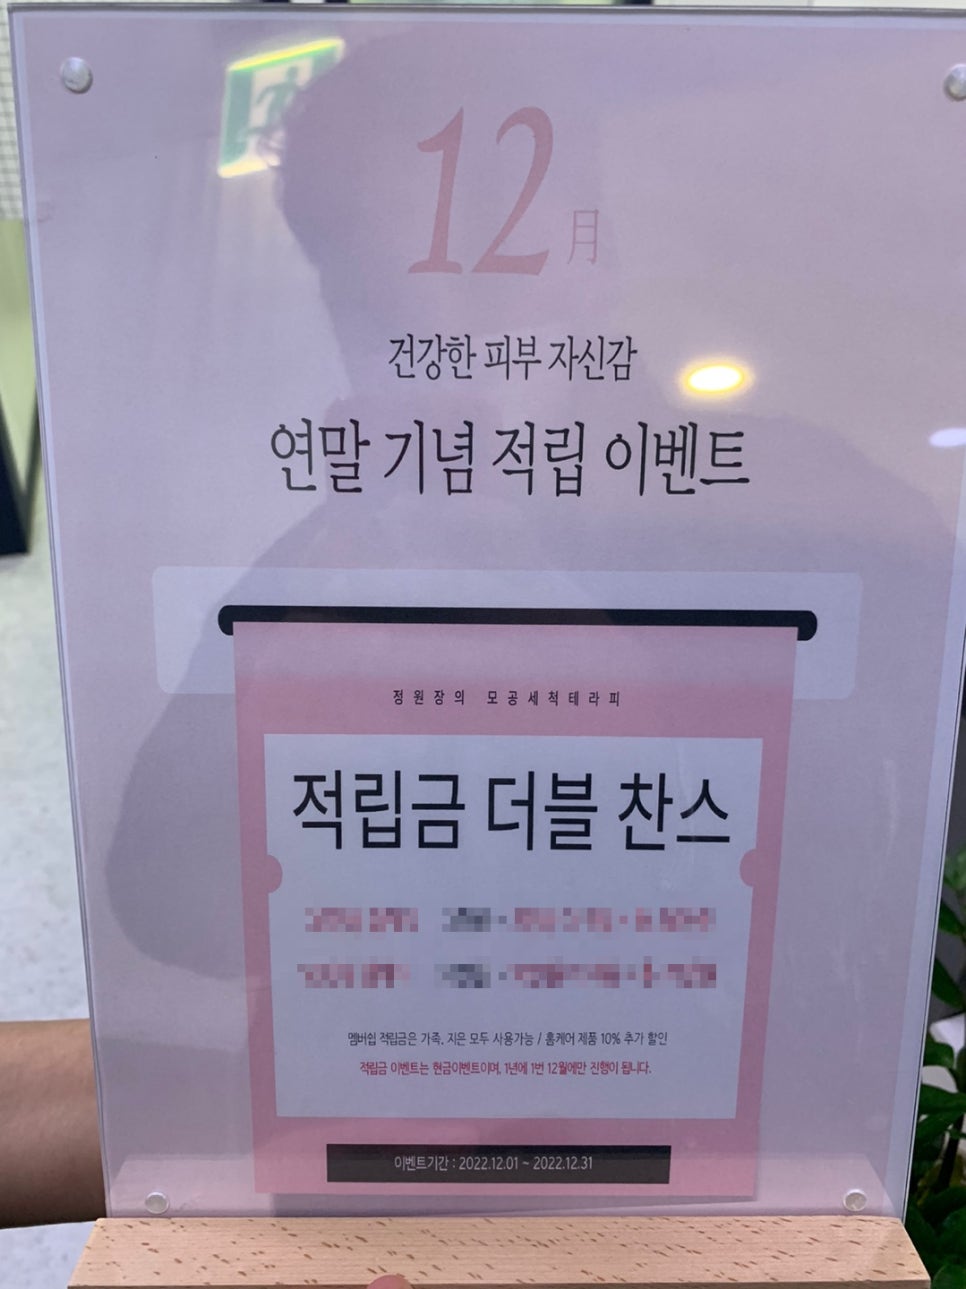 12月
건강한 피부 자신감
연말 기념 적립 이벤트
정원장의 모공세척테라피
적립금 더블 찬스
멤버쉽 적립금은 가족, 지은 모두 사용가능 / 홈케어 제품 10% 추가 할인
적립금 이벤트는 현금이벤트이며, 1년에 1번 12월에만 진행이 됩니다.
이벤트기간 : 2022.12.01 ~ 2022.12.31